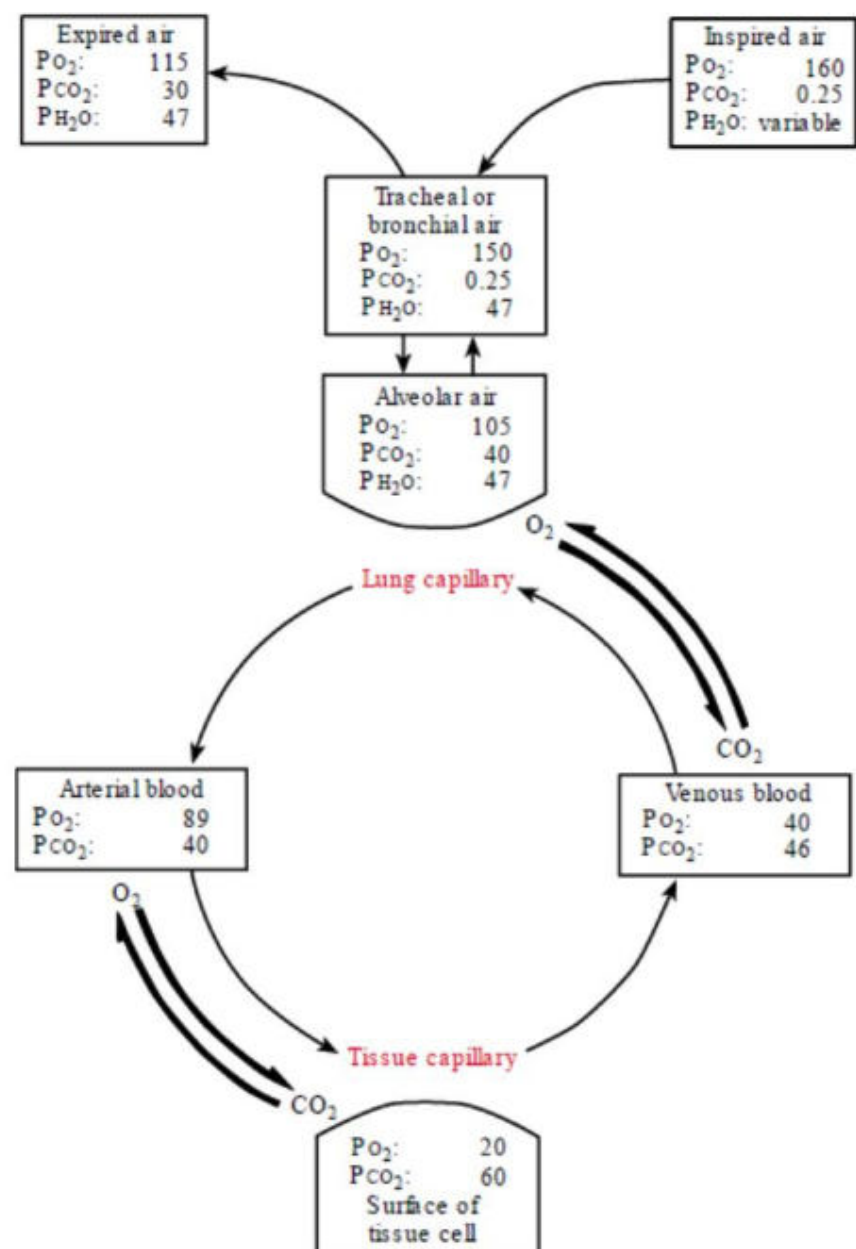 Expired air
PO₂: 115
PCO₂: 30
PH₂O: 47
Inspired air
PO₂: 160
PCO₂: 0.25
PH₂O: variable
Tracheal or
bronchial air
PO₂: 150
PCO₂: 0.25
PH₂O: 47
Alveolar air
PO₂: 105
PCO₂: 40
PH₂O: 47
O₂
Lung capillary
CO₂
Arterial blood
PO₂: 89
PCO₂: 40
Venous blood
PO₂: 40
PCO₂: 46
O₂
Tissue capillary
CO₂
PO₂: 20
PCO₂: 60
Surface of
tissue cell